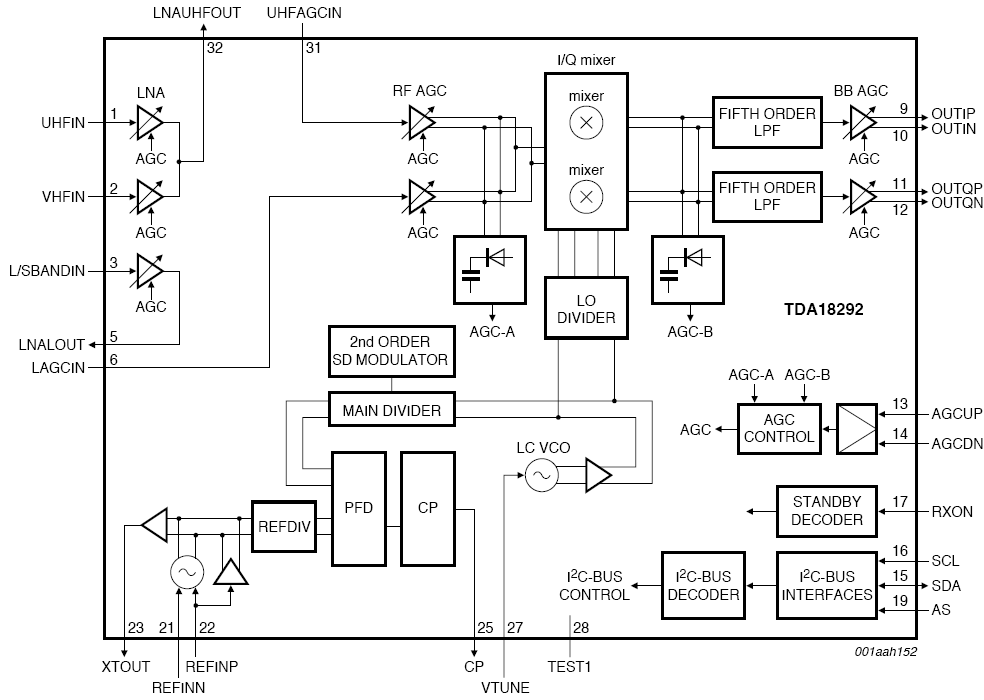 LNAUHFOUT
UHFAGCIN
32
31
I/Q mixer
LNA
RF AGC
mixer
BB AGC
1
UHFIN
AGC
AGC
FIFTH ORDER
LPF
AGC
9
OUTIP
10
OUTIN
2
VHFIN
AGC
AGC
mixer
FIFTH ORDER
LPF
AGC
11
OUTQP
12
OUTQN
3
L/SBANDIN
AGC
AGC-A
LO
DIVIDER
AGC-B
TDA18292
5
LNALOUT
6
LAGCIN
2nd ORDER
SD MODULATOR
MAIN DIVIDER
AGC-A
AGC-B
AGC
AGC
CONTROL
13
AGCUP
14
AGCDN
LC VCO
PFD
CP
REFDIV
STANDBY
DECODER
17
RXON
I²C-BUS
CONTROL
I²C-BUS
DECODER
I²C-BUS
INTERFACES
16
SCL
15
SDA
19
AS
23
21
22
25
27
28
XTOUT
REFINP
REFINN
CP
VTUNE
TEST1
001aah152